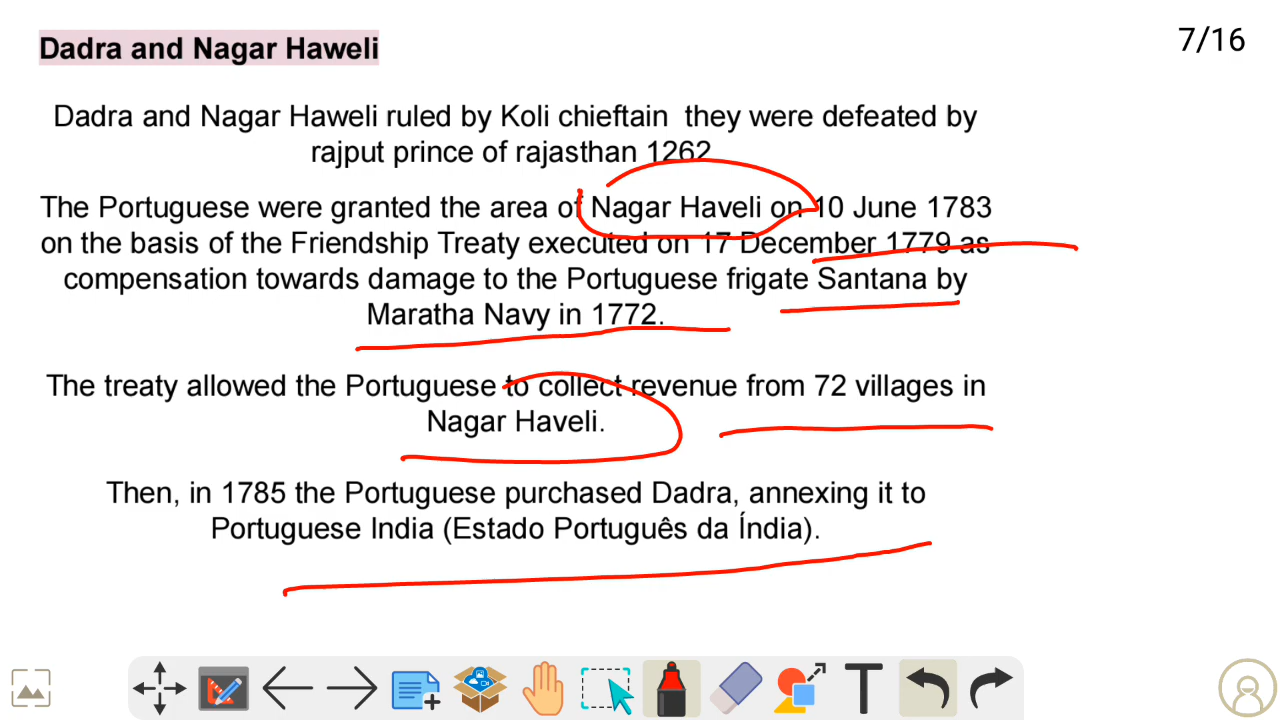 Dadra and Nagar Haweli
7/16
Dadra and Nagar Haweli ruled by Koli chieftain they were defeated by
rajput prince of rajasthan 1262
The Portuguese were granted the area of Nagar Haveli on 10 June 1783
on the basis of the Friendship Treaty executed on 17 December 1779 as
compensation towards damage to the Portuguese frigate Santana by
Maratha Navy in 1772.
The treaty allowed the Portuguese to collect revenue from 72 villages in
Nagar Haveli.
Then, in 1785 the Portuguese purchased Dadra, annexing it to
Portuguese India (Estado Português da Índia).
T